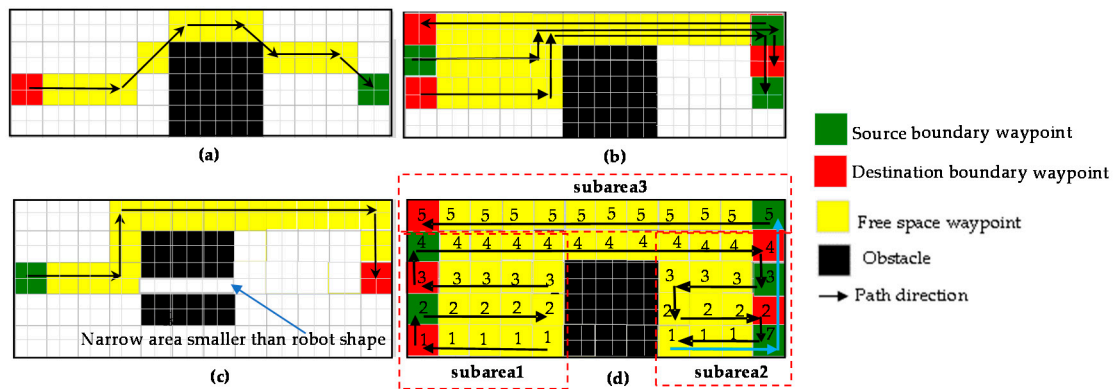 (a)
(b)
Source boundary waypoint
Destination boundary waypoint
Free space waypoint
Obstacle
Path direction
Narrow area smaller than robot shape
(c)
subarea3
5 5 5 5 5 5 5 5 5 5 5
4 4 4 4 4 4 4 4 4 4 4
3 3 3 3 3 3 3 3 3
2 2 2 2 2 2 2 2 2
1 1 1 1 1 1 1 1 7
subarea1
(d)
subarea2